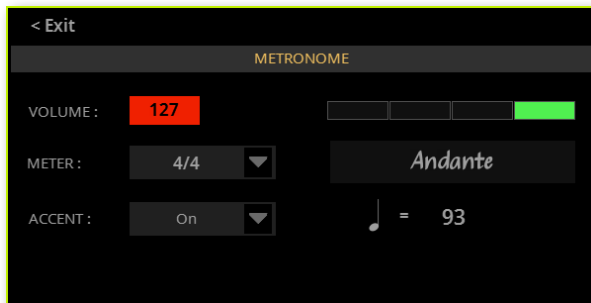 < Exit
METRONOME
VOLUME : 127
METER : 4/4 Andante
ACCENT : On = 93